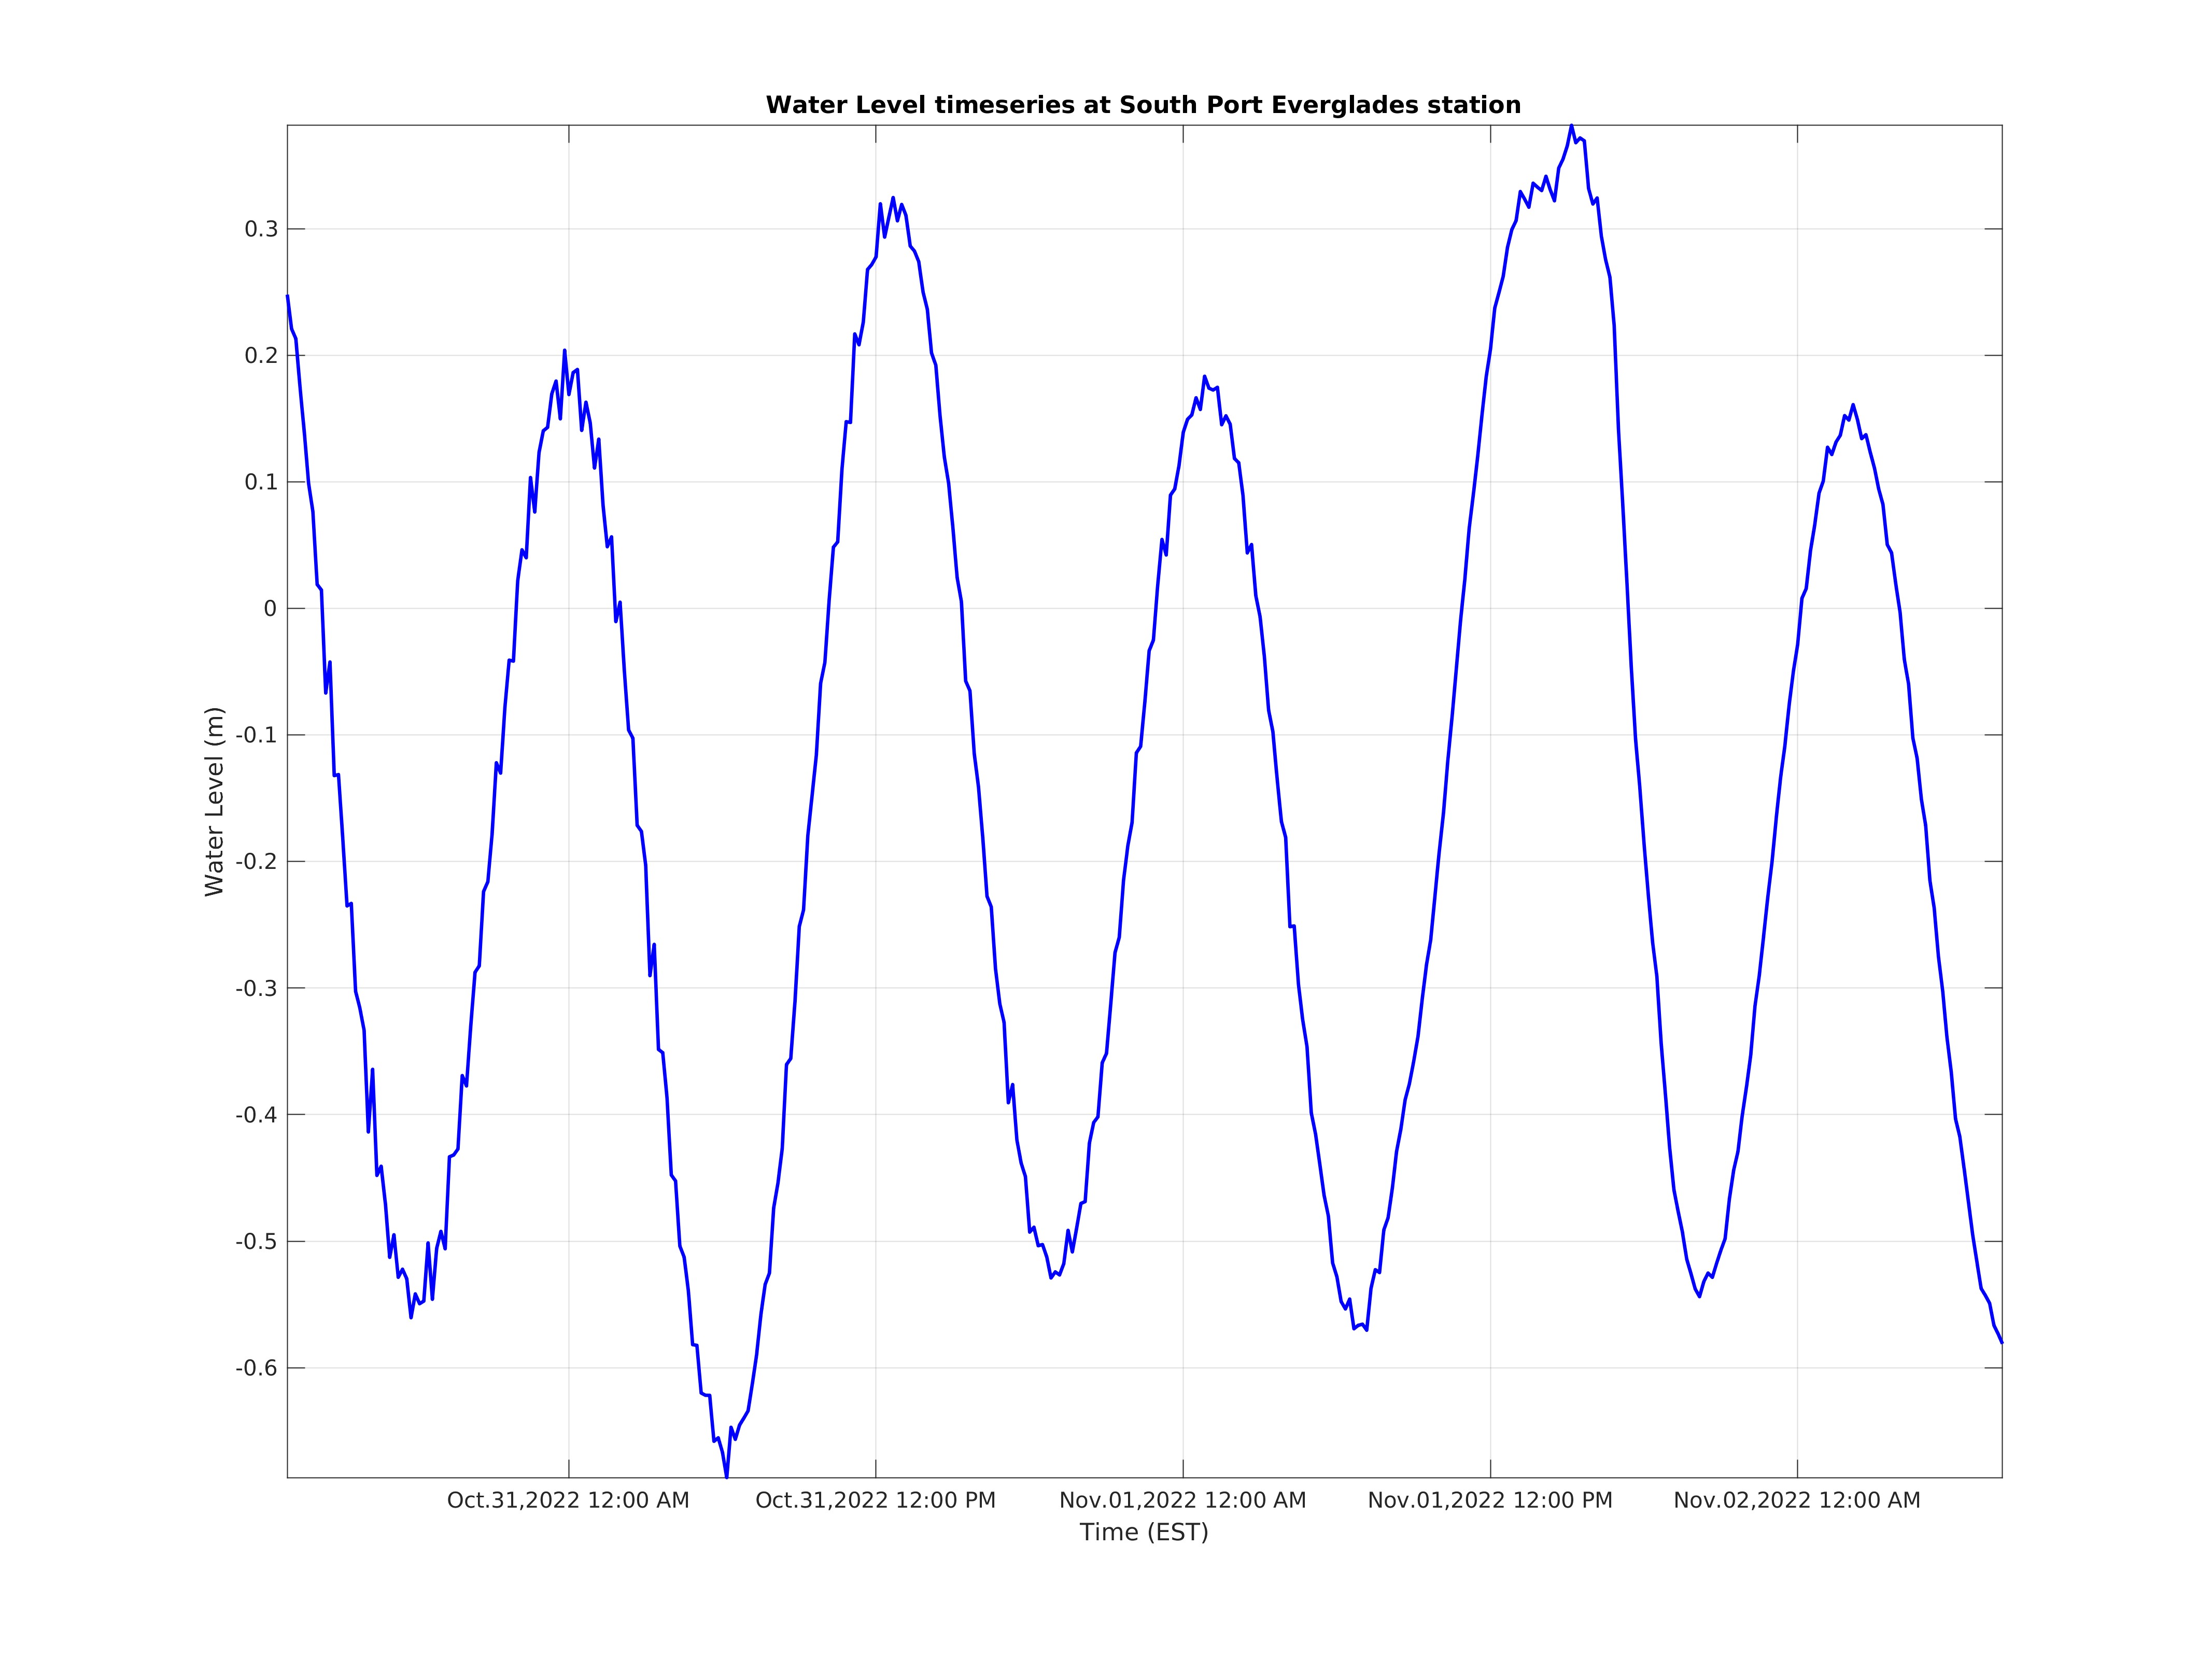 Water Level timeseries at South Port Everglades station
0.3
0.2
0.1
0
-0.1
-0.2
-0.3
-0.4
-0.5
-0.6
Water Level (m)
Oct.31,2022 12:00 AM
Oct.31,2022 12:00 PM
Nov.01,2022 12:00 AM
Nov.01,2022 12:00 PM
Nov.02,2022 12:00 AM
Time (EST)